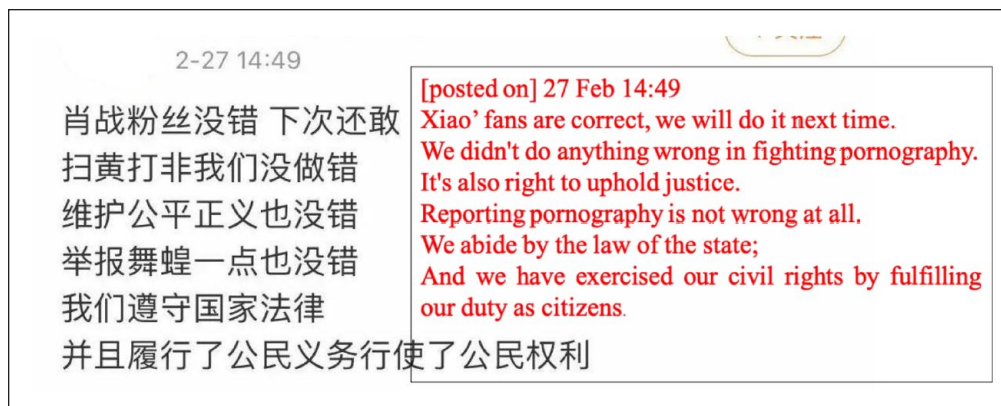 2-27 14:49
肖战粉丝没错 下次还敢
扫黄打非我们没做错
维护公平正义也没错
举报舞蝗一点也没错
我们遵守国家法律
并且履行了公民义务行使了公民权利
[posted on] 27 Feb 14:49
Xiao’ fans are correct, we will do it next time.
We didn't do anything wrong in fighting pornography.
It's also right to uphold justice.
Reporting pornography is not wrong at all.
We abide by the law of the state;
And we have exercised our civil rights by fulfilling
our duty as citizens.